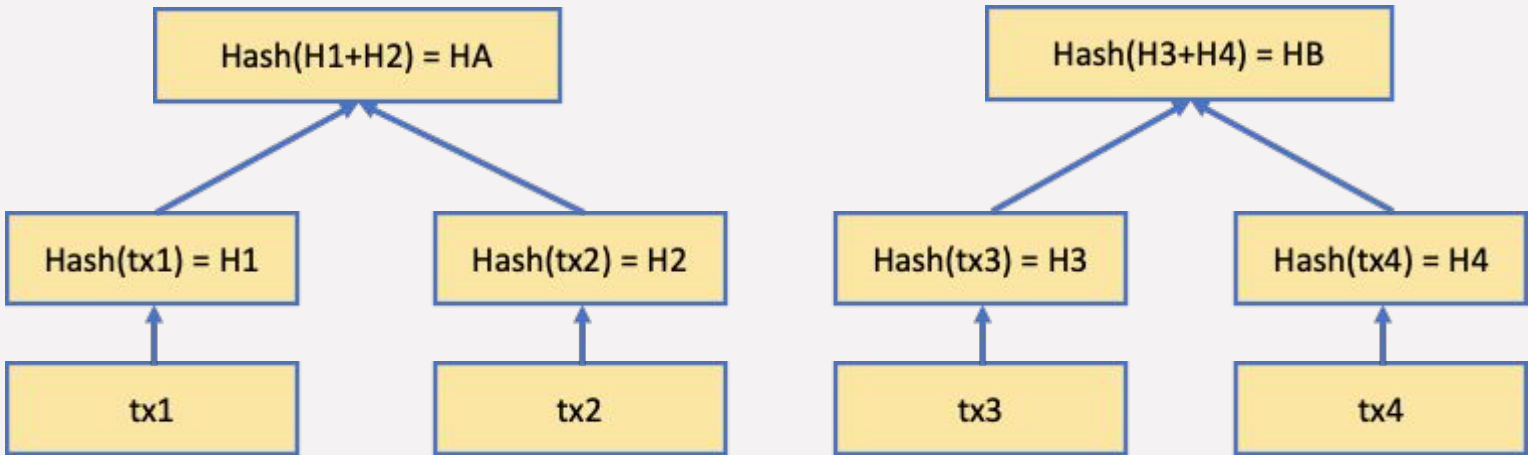 Hash(H1+H2) = HA
Hash(H3+H4) = HB
Hash(tx1) = H1
Hash(tx2) = H2
Hash(tx3) = H3
Hash(tx4) = H4
tx1
tx2
tx3
tx4